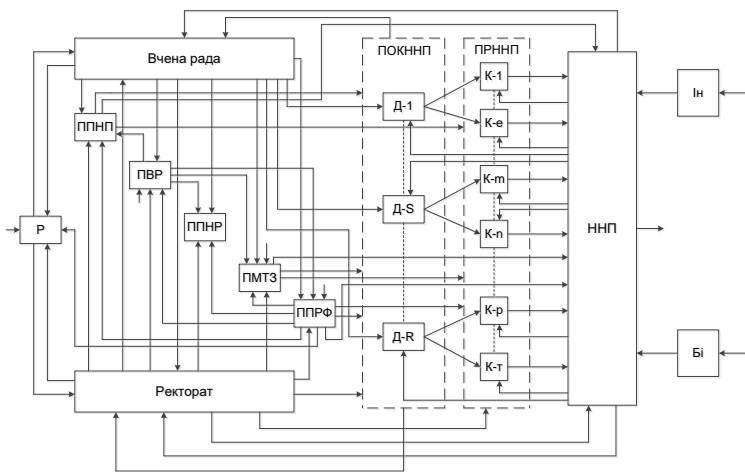 Вчена рада
ПОКННП
ПРННП
К-1
Ін
Д-1
ППНП
К-е
ПВР
К-m
Д-S
Р
ППНР
К-n
ННП
ПМТЗ
ППРФ
К-р
Д-R
Бі
К-т
Ректорат